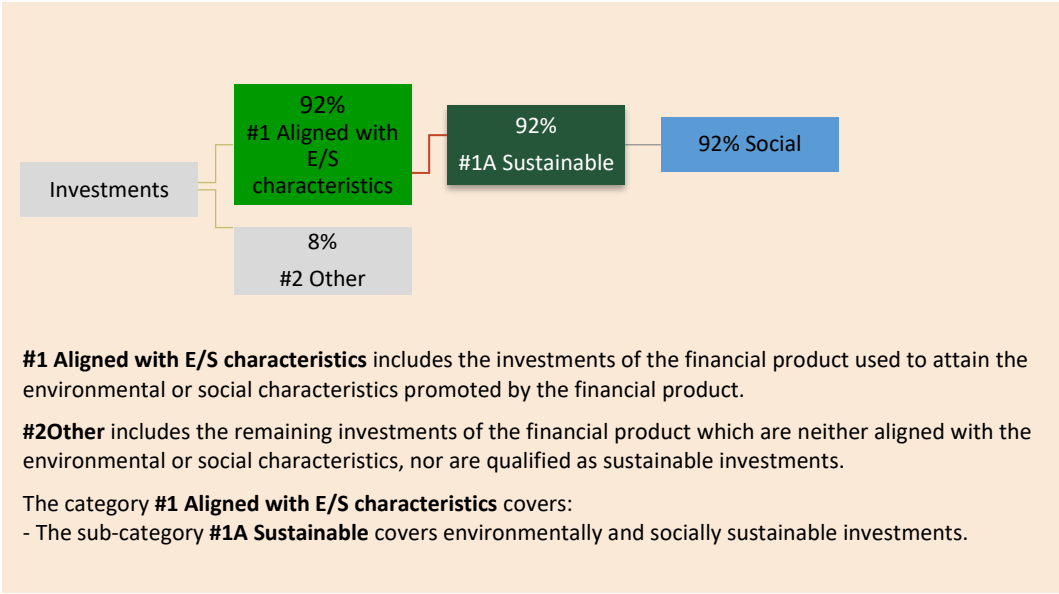 Investments
92%
#1 Aligned with
E/S
characteristics
8%
#2 Other
92%
#1A Sustainable
92% Social
#1 Aligned with E/S characteristics includes the investments of the financial product used to attain the
environmental or social characteristics promoted by the financial product.
#2Other includes the remaining investments of the financial product which are neither aligned with the
environmental or social characteristics, nor are qualified as sustainable investments.
The category #1 Aligned with E/S characteristics covers:
- The sub-category #1A Sustainable covers environmentally and socially sustainable investments.